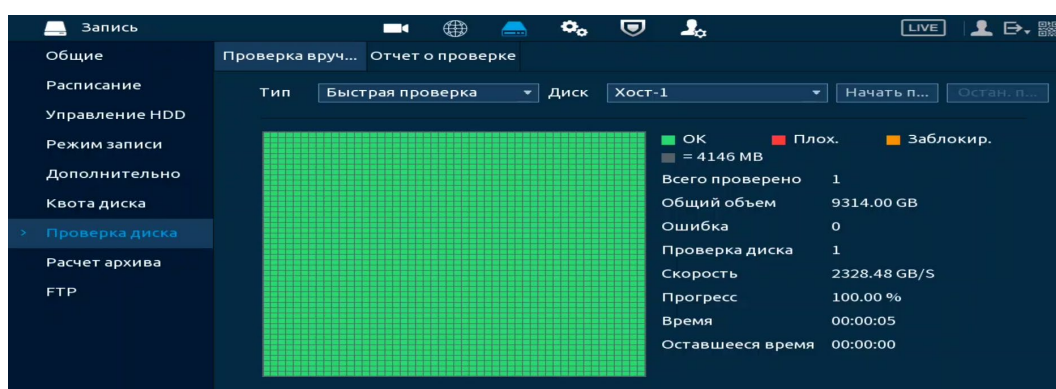 Запись
LIVE
Общие
Расписание
Управление HDD
Режим записи
Дополнительно
Квота диска
> Проверка диска
Расчет архива
FTP
Проверка вруч... Отчет о проверке
Тип Быстрая проверка Диск Хост-1 Начать п... Остан. п...
OK Плох. Заблокир.
= 4146 MB
Всего проверено 1
Общий объем 9314.00 GB
Ошибка 0
Проверка диска 1
Скорость 2328.48 GB/S
Прогресс 100.00 %
Время 00:00:05
Оставшееся время 00:00:00